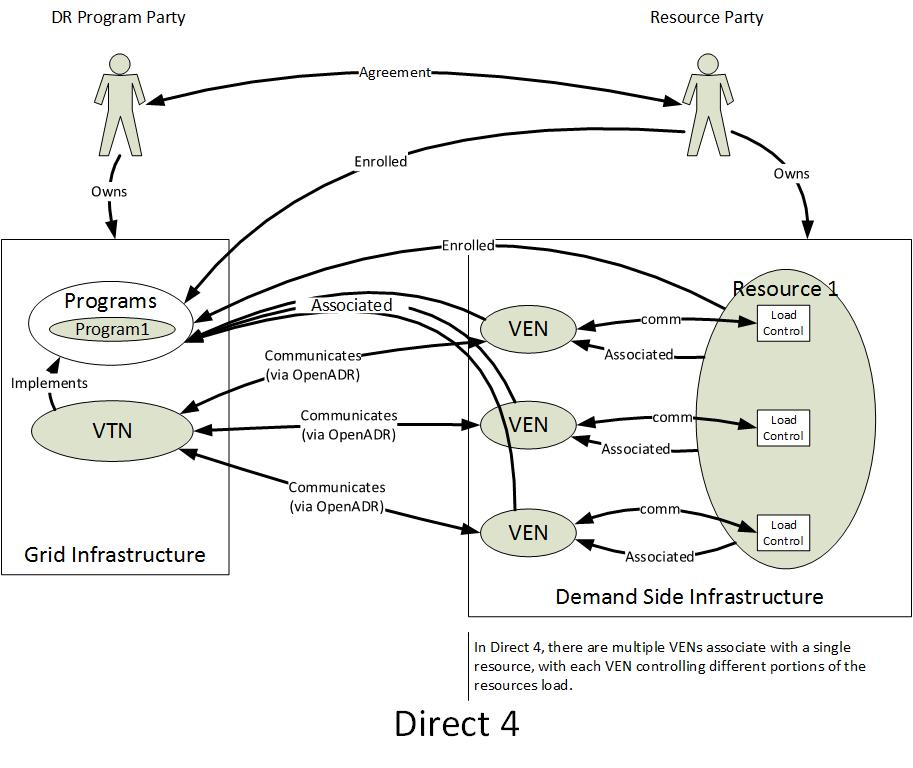 DR Program Party
Resource Party
Agreement
Enrolled
Owns
Owns
Enrolled
Programs
Program1
Associated
Resource 1
VEN
comm
Load
Control
Associated
Communicates
(via OpenADR)
Implements
VTN
Communicates
(via OpenADR)
VEN
comm
Load
Control
Associated
Communicates
(via OpenADR)
VEN
comm
Load
Control
Associated
Grid Infrastructure
Demand Side Infrastructure
In Direct 4, there are multiple VENs associate with a single
resource, with each VEN controlling different portions of the
resources load.
Direct 4